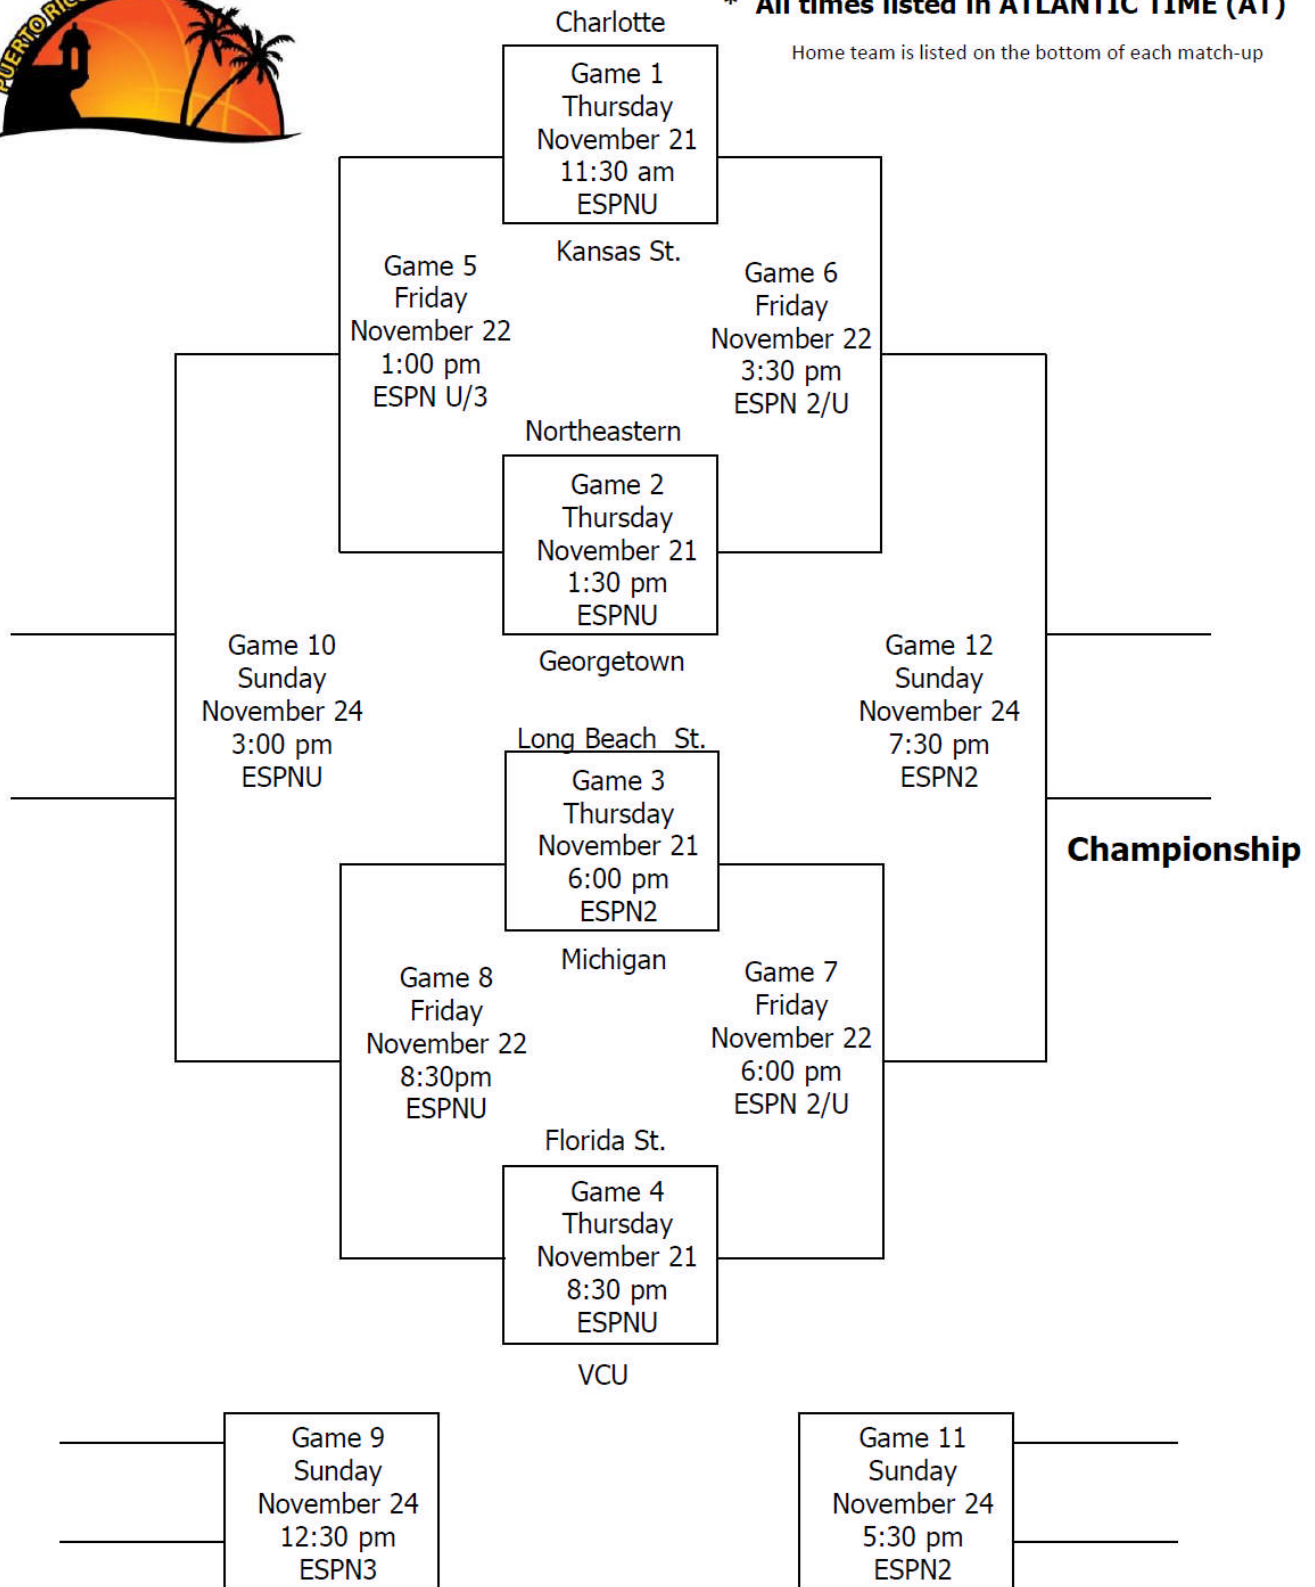 PUERTO RICO
* All times listed in ATLANTIC TIME (AT)
Home team is listed on the bottom of each match-up
Charlotte
Game 1
Thursday
November 21
11:30 am
ESPNU
Kansas St.
Game 5
Friday
November 22
1:00 pm
ESPN U/3
Game 6
Friday
November 22
3:30 pm
ESPN 2/U
Northeastern
Game 2
Thursday
November 21
1:30 pm
ESPNU
Georgetown
Game 10
Sunday
November 24
3:00 pm
ESPNU
Game 12
Sunday
November 24
7:30 pm
ESPN2
Championship
Long Beach St.
Game 3
Thursday
November 21
6:00 pm
ESPN2
Michigan
Game 8
Friday
November 22
8:30pm
ESPNU
Game 7
Friday
November 22
6:00 pm
ESPN 2/U
Florida St.
Game 4
Thursday
November 21
8:30 pm
ESPNU
VCU
Game 9
Sunday
November 24
12:30 pm
ESPN3
Game 11
Sunday
November 24
5:30 pm
ESPN2